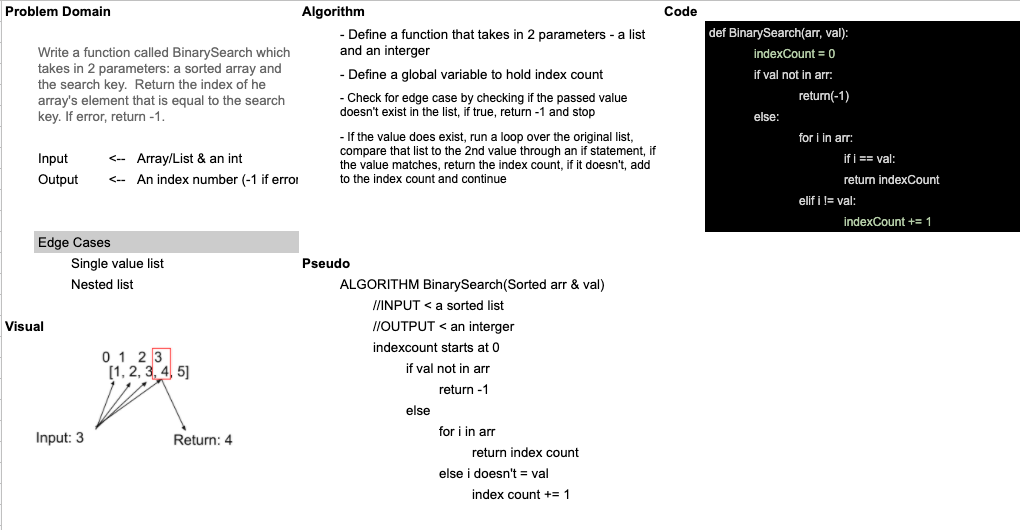 Problem Domain
Write a function called BinarySearch which
takes in 2 parameters: a sorted array and
the search key.  Return the index of he
array's element that is equal to the search
key. If error, return -1.
Input <-- Array/List & an int
Output <-- An index number (-1 if error
Edge Cases
Single value list
Nested list
Visual
0 1 2 3
[1, 2, 3, 4, 5]
Input: 3
Return: 4
Algorithm
- Define a function that takes in 2 parameters - a list
and an interger
- Define a global variable to hold index count
- Check for edge case by checking if the passed value
doesn't exist in the list, if true, return -1 and stop
- If the value does exist, run a loop over the original list,
compare that list to the 2nd value through an if statement, if
the value matches, return the index count, if it doesn't, add
to the index count and continue
Pseudo
ALGORITHM BinarySearch(Sorted arr & val)
//INPUT < a sorted list
//OUTPUT < an interger
indexcount starts at 0
if val not in arr
return -1
else
for i in arr
return index count
else i doesn't = val
index count += 1
Code
def BinarySearch(arr, val):
indexCount = 0
if val not in arr:
return(-1)
else:
for i in arr:
if i == val:
return indexCount
elif i != val:
indexCount += 1